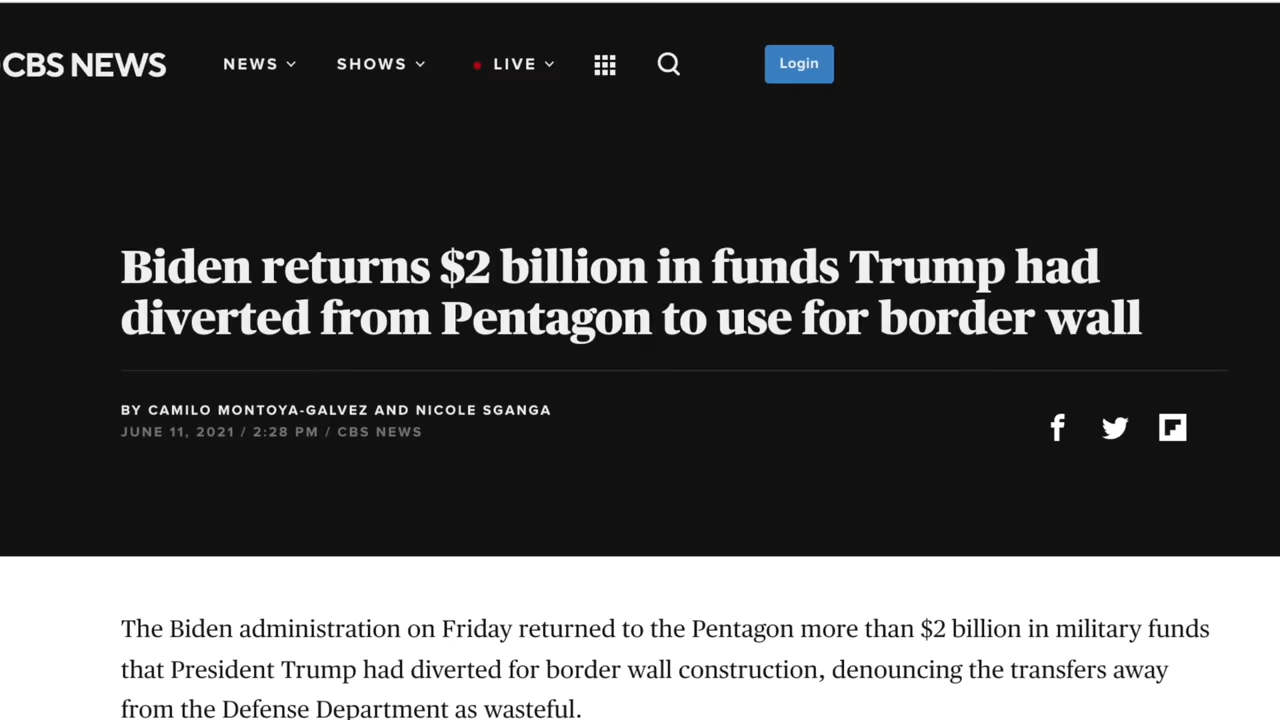 CBS NEWS NEWS SHOWS LIVE Login
Biden returns $2 billion in funds Trump had
diverted from Pentagon to use for border wall
BY CAMILO MONTOYA-GALVEZ AND NICOLE SGANGA
JUNE 11, 2021 / 2:28 PM / CBS NEWS
The Biden administration on Friday returned to the Pentagon more than $2 billion in military funds
that President Trump had diverted for border wall construction, denouncing the transfers away
from the Defense Department as wasteful.